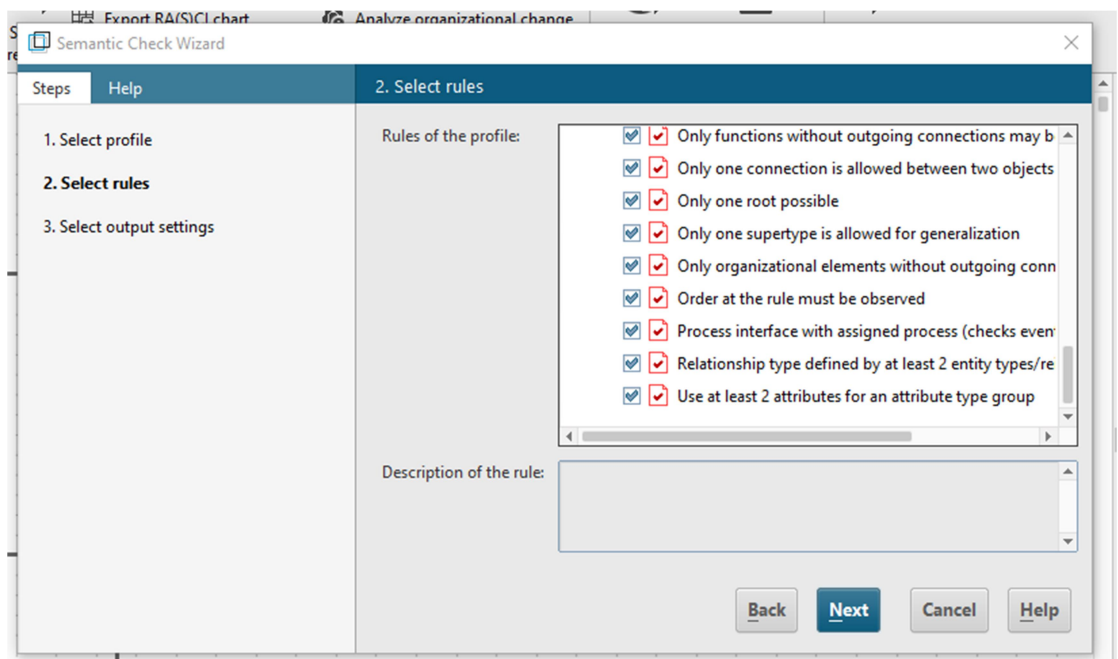 Export RA(S)CI chart
Analyze organizational change
S
re
Semantic Check Wizard
Steps
Help
2. Select rules
1. Select profile
2. Select rules
3. Select output settings
Rules of the profile:
Only functions without outgoing connections may b
Only one connection is allowed between two objects
Only one root possible
Only one supertype is allowed for generalization
Only organizational elements without outgoing conn
Order at the rule must be observed
Process interface with assigned process (checks even
Relationship type defined by at least 2 entity types/re
Use at least 2 attributes for an attribute type group
Description of the rule:
Back
Next
Cancel
Help